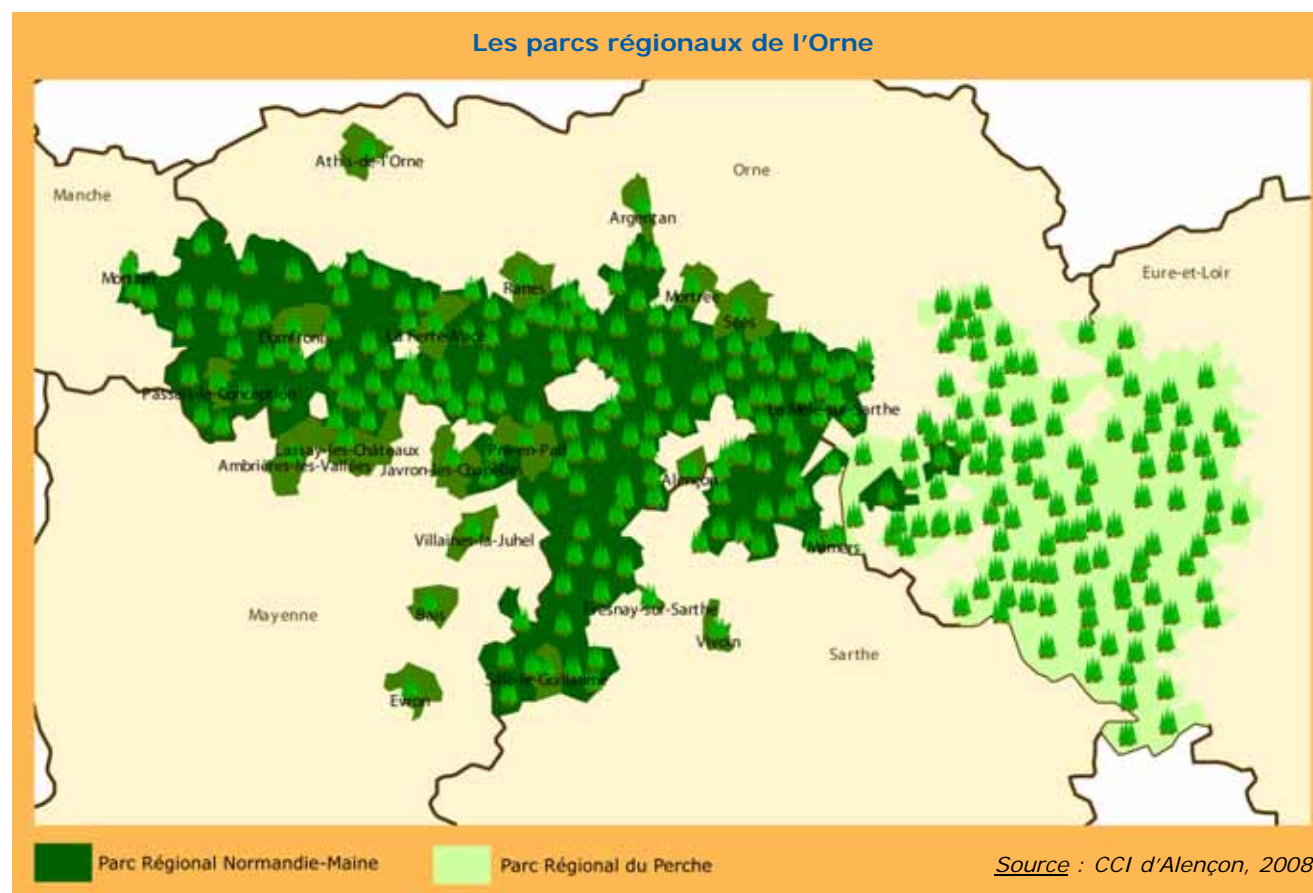 Les parcs régionaux de l'Orne
Athis-de-l'Orne
Orne
Manche
Argentan
Eure-et-Loir
Mortain
Ranes
Mortrée
Sées
Domfront
La Ferté-Macé
Passais-la-Conception
Le Mêle-sur-Sarthe
Lassay-les-Châteaux
Pré-en-Pail
Ambrières-les-Vallées
Javron-les-Chapelles
Alençon
Villaines-la-Juhel
Mamers
Bais
Fresnay-sur-Sarthe
Mayenne
Vivoin
Sarthe
Sillé-le-Guillaume
Evron
Parc Régional Normandie-Maine
Parc Régional du Perche
Source : CCI d'Alençon, 2008